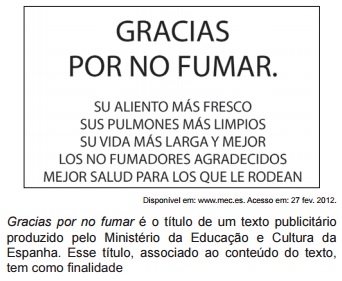 GRACIAS
POR NO FUMAR.
SU ALIENTO MÁS FRESCO
SUS PULMONES MÁS LIMPIOS
SU VIDA MÁS LARGA Y MEJOR
LOS NO FUMADORES AGRADECIDOS
MEJOR SALUD PARA LOS QUE LE RODEAN
Disponível em: www.mec.es. Acesso em: 27 fev. 2012.
Gracias por no fumar é o título de um texto publicitário
produzido pelo Ministério da Educação e Cultura da
Espanha. Esse título, associado ao conteúdo do texto,
tem como finalidade